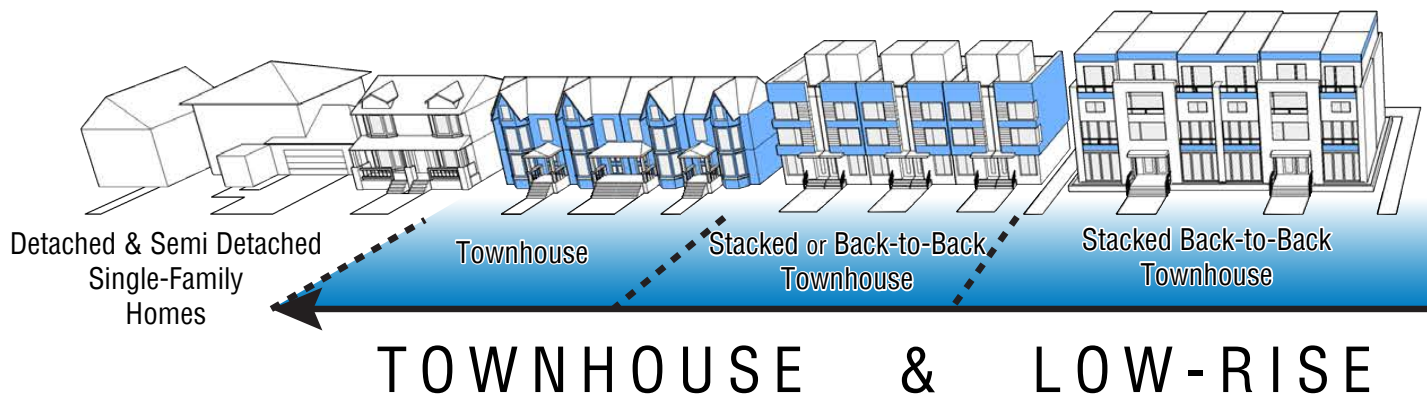 Detached & Semi Detached
Single-Family
Homes
Townhouse
Stacked or Back-to-Back
Townhouse
Stacked Back-to-Back
Townhouse
TOWNHOUSE & LOW-RISE